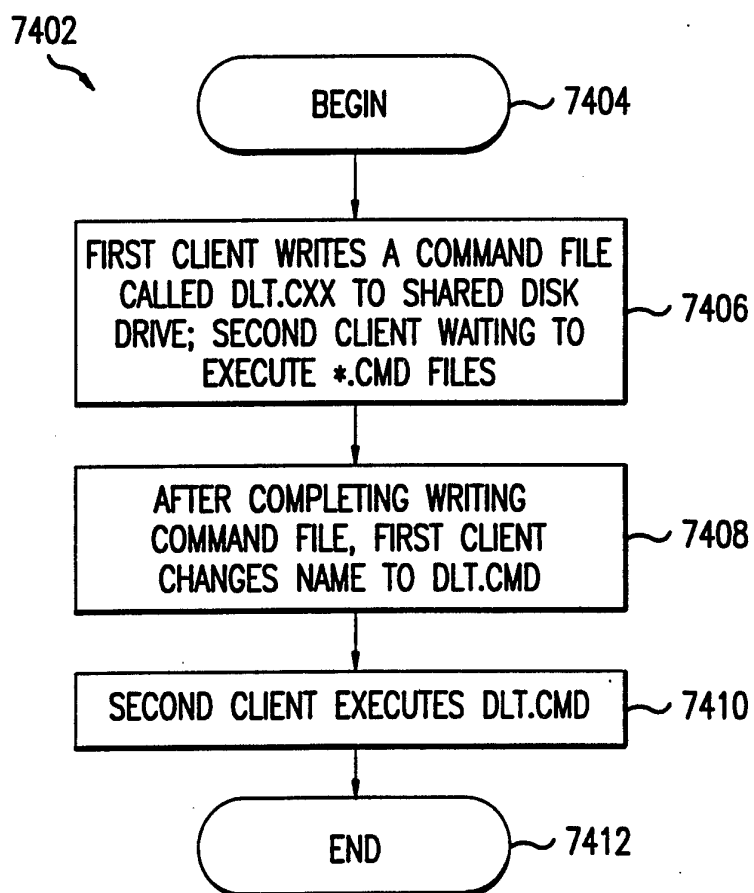 7402
BEGIN
7404
FIRST CLIENT WRITES A COMMAND FILE
CALLED DLT.CXX TO SHARED DISK
DRIVE; SECOND CLIENT WAITING TO
EXECUTE *.CMD FILES
7406
AFTER COMPLETING WRITING
COMMAND FILE, FIRST CLIENT
CHANGES NAME TO DLT.CMD
7408
SECOND CLIENT EXECUTES DLT.CMD
7410
END
7412